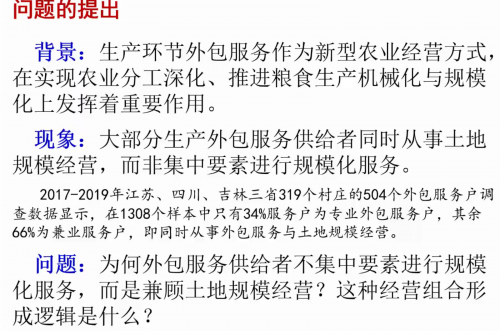 问题的提出
背景：生产环节外包服务作为新型农业经营方式，
在实现农业分工深化、推进粮食生产机械化与规模
化上发挥着重要作用。
现象：大部分生产外包服务供给者同时从事土地
规模经营，而非集中要素进行规模化服务。
2017-2019年江苏、四川、吉林三省319个村庄的504个外包服务户调
查数据显示，在1308个样本中只有34%服务户为专业外包服务户，其余
66%为兼业服务户，即同时从事外包服务与土地规模经营。
问题：为何外包服务供给者不集中要素进行规模
化服务，而是兼顾土地规模经营？这种经营组合形
成逻辑是什么？